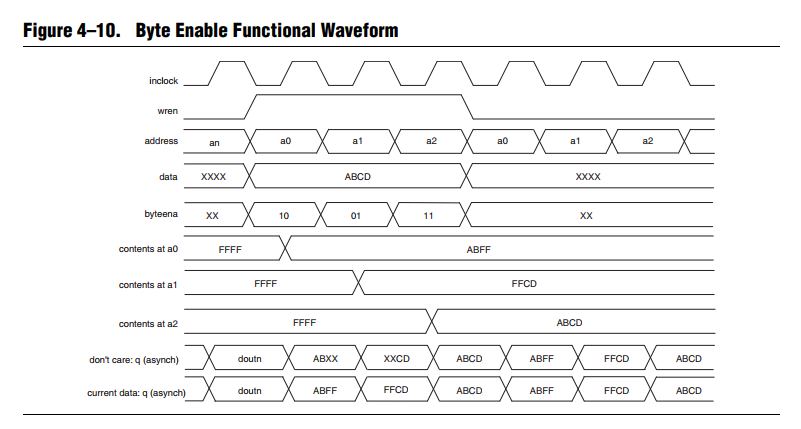 Figure 4–10. Byte Enable Functional Waveform
inclock
wren
address an a0 a1 a2 a0 a1 a2
data XXXX ABCD XXXX
byteena XX 10 01 11 XX
contents at a0 FFFF ABFF
contents at a1 FFFF FFCD
contents at a2 FFFF ABCD
don't care: q (asynch) doutn ABXX XXCD ABCD ABFF FFCD ABCD
current data: q (asynch) doutn ABFF FFCD ABCD ABFF FFCD ABCD